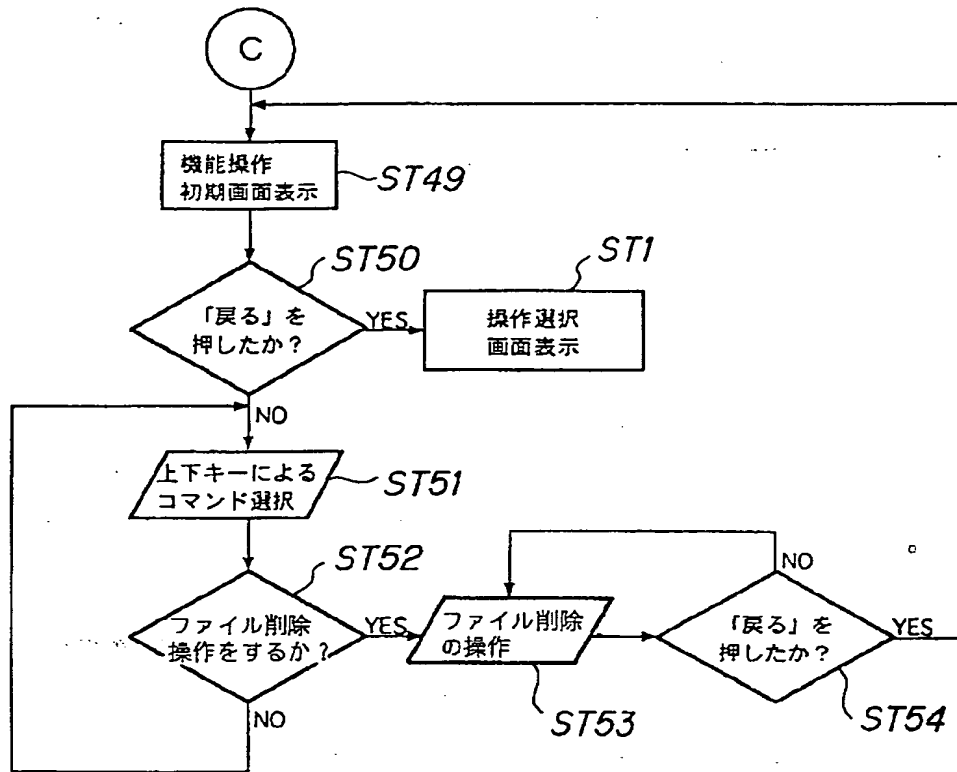 C
機能操作
初期画面表示
ST49
ST50
ST1
「戻る」を
押したか?
YES
操作選択
画面表示
NO
上下キーによる
コマンド選択
ST51
ST52
NO
ファイル削除
操作をするか?
YES
ファイル削除
の操作
「戻る」を
押したか?
YES
NO
ST53
ST54